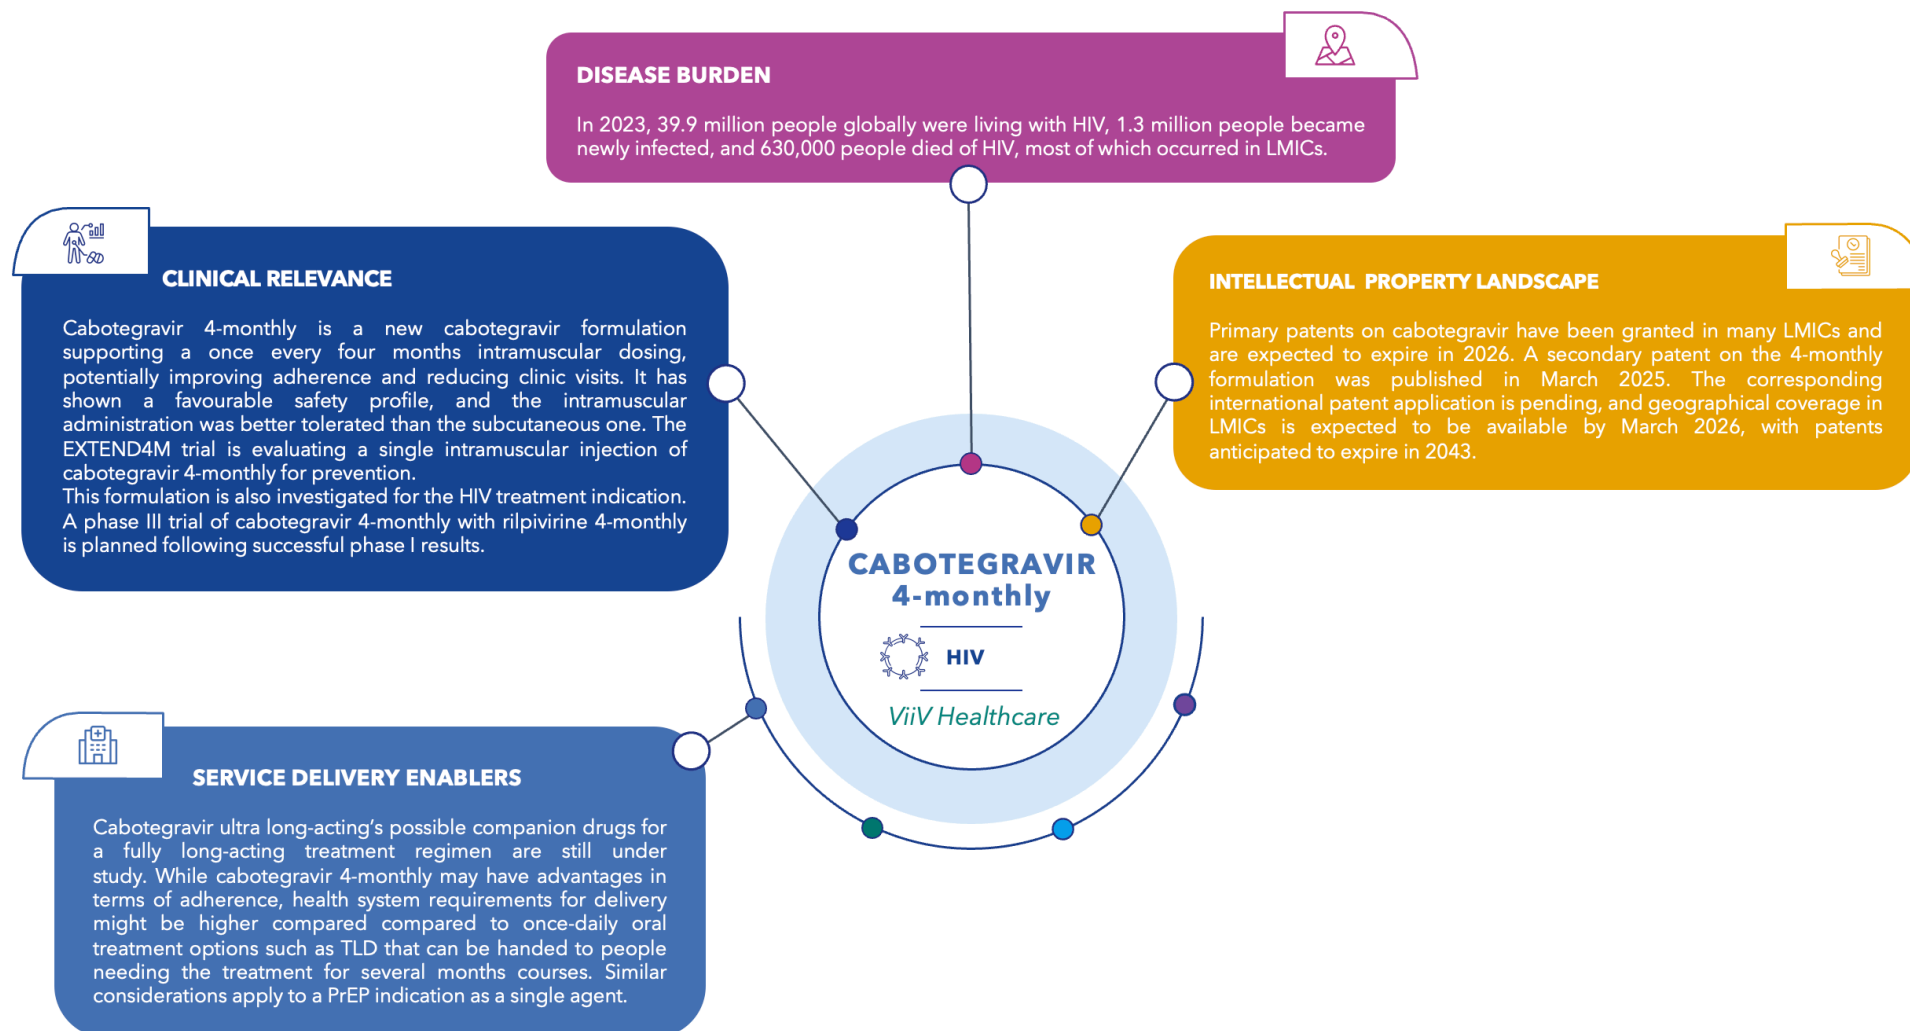 DISEASE BURDEN
In 2023, 39.9 million people globally were living with HIV, 1.3 million people became
newly infected, and 630,000 people died of HIV, most of which occurred in LMICs.
CLINICAL RELEVANCE
Cabotegravir 4-monthly is a new cabotegravir formulation
supporting a once every four months intramuscular dosing,
potentially improving adherence and reducing clinic visits. It has
shown a favourable safety profile, and the intramuscular
administration was better tolerated than the subcutaneous one. The
EXTEND4M trial is evaluating a single intramuscular injection of
cabotegravir 4-monthly for prevention.
This formulation is also investigated for the HIV treatment indication.
A phase III trial of cabotegravir 4-monthly with rilpivirine 4-monthly
is planned following successful phase I results.
INTELLECTUAL PROPERTY LANDSCAPE
Primary patents on cabotegravir have been granted in many LMICs and
are expected to expire in 2026. A secondary patent on the 4-monthly
formulation was published in March 2025. The corresponding
international patent application is pending, and geographical coverage in
LMICs is expected to be available by March 2026, with patents
anticipated to expire in 2043.
CABOTEGRAVIR
4-monthly
HIV
ViiV Healthcare
SERVICE DELIVERY ENABLERS
Cabotegravir ultra long-acting's possible companion drugs for
a fully long-acting treatment regimen are still under
study. While cabotegravir 4-monthly may have advantages in
terms of adherence, health system requirements for delivery
might be higher compared compared to once-daily oral
treatment options such as TLD that can be handed to people
needing the treatment for several months courses. Similar
considerations apply to a PrEP indication as a single agent.